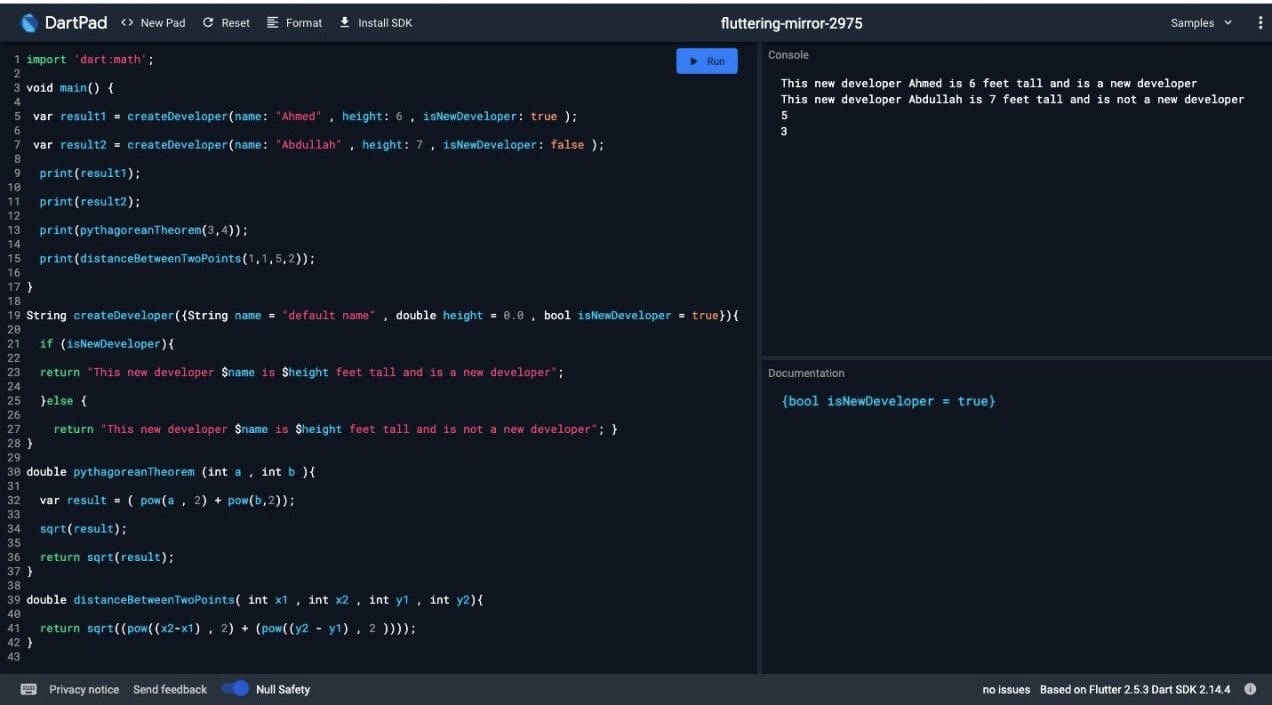 DartPad <> New Pad Reset Format Install SDK fluttering-mirror-2975 Samples
Run
1 import 'dart:math';
2
3 void main() {
4
5 var result1 = createDeveloper(name: "Ahmed" , height: 6 , isNewDeveloper: true );
6
7 var result2 = createDeveloper(name: "Abdullah" , height: 7 , isNewDeveloper: false );
8
9 print(result1);
10
11 print(result2);
12
13 print(pythagoreanTheorem(3,4));
14
15 print(distanceBetweenTwoPoints(1,1,5,2));
16
17 }
18
19 String createDeveloper({String name = "default name" , double height = 0.0 , bool isNewDeveloper = true}){
20
21 if (isNewDeveloper){
22
23 return "This new developer $name is $height feet tall and is a new developer";
24
25 }else {
26
27 return "This new developer $name is $height feet tall and is not a new developer"; }
28 }
29
30 double pythagoreanTheorem (int a , int b ){
31
32 var result = ( pow(a , 2) + pow(b,2));
33
34 sqrt(result);
35
36 return sqrt(result);
37 }
38
39 double distanceBetweenTwoPoints( int x1 , int x2 , int y1 , int y2){
40
41 return sqrt((pow((x2-x1) , 2) + (pow((y2 - y1) , 2 ))));
42 }
43
Console
This new developer Ahmed is 6 feet tall and is a new developer
This new developer Abdullah is 7 feet tall and is not a new developer
5
3
Documentation
{bool isNewDeveloper = true}
Privacy notice Send feedback Null Safety no issues Based on Flutter 2.5.3 Dart SDK 2.14.4